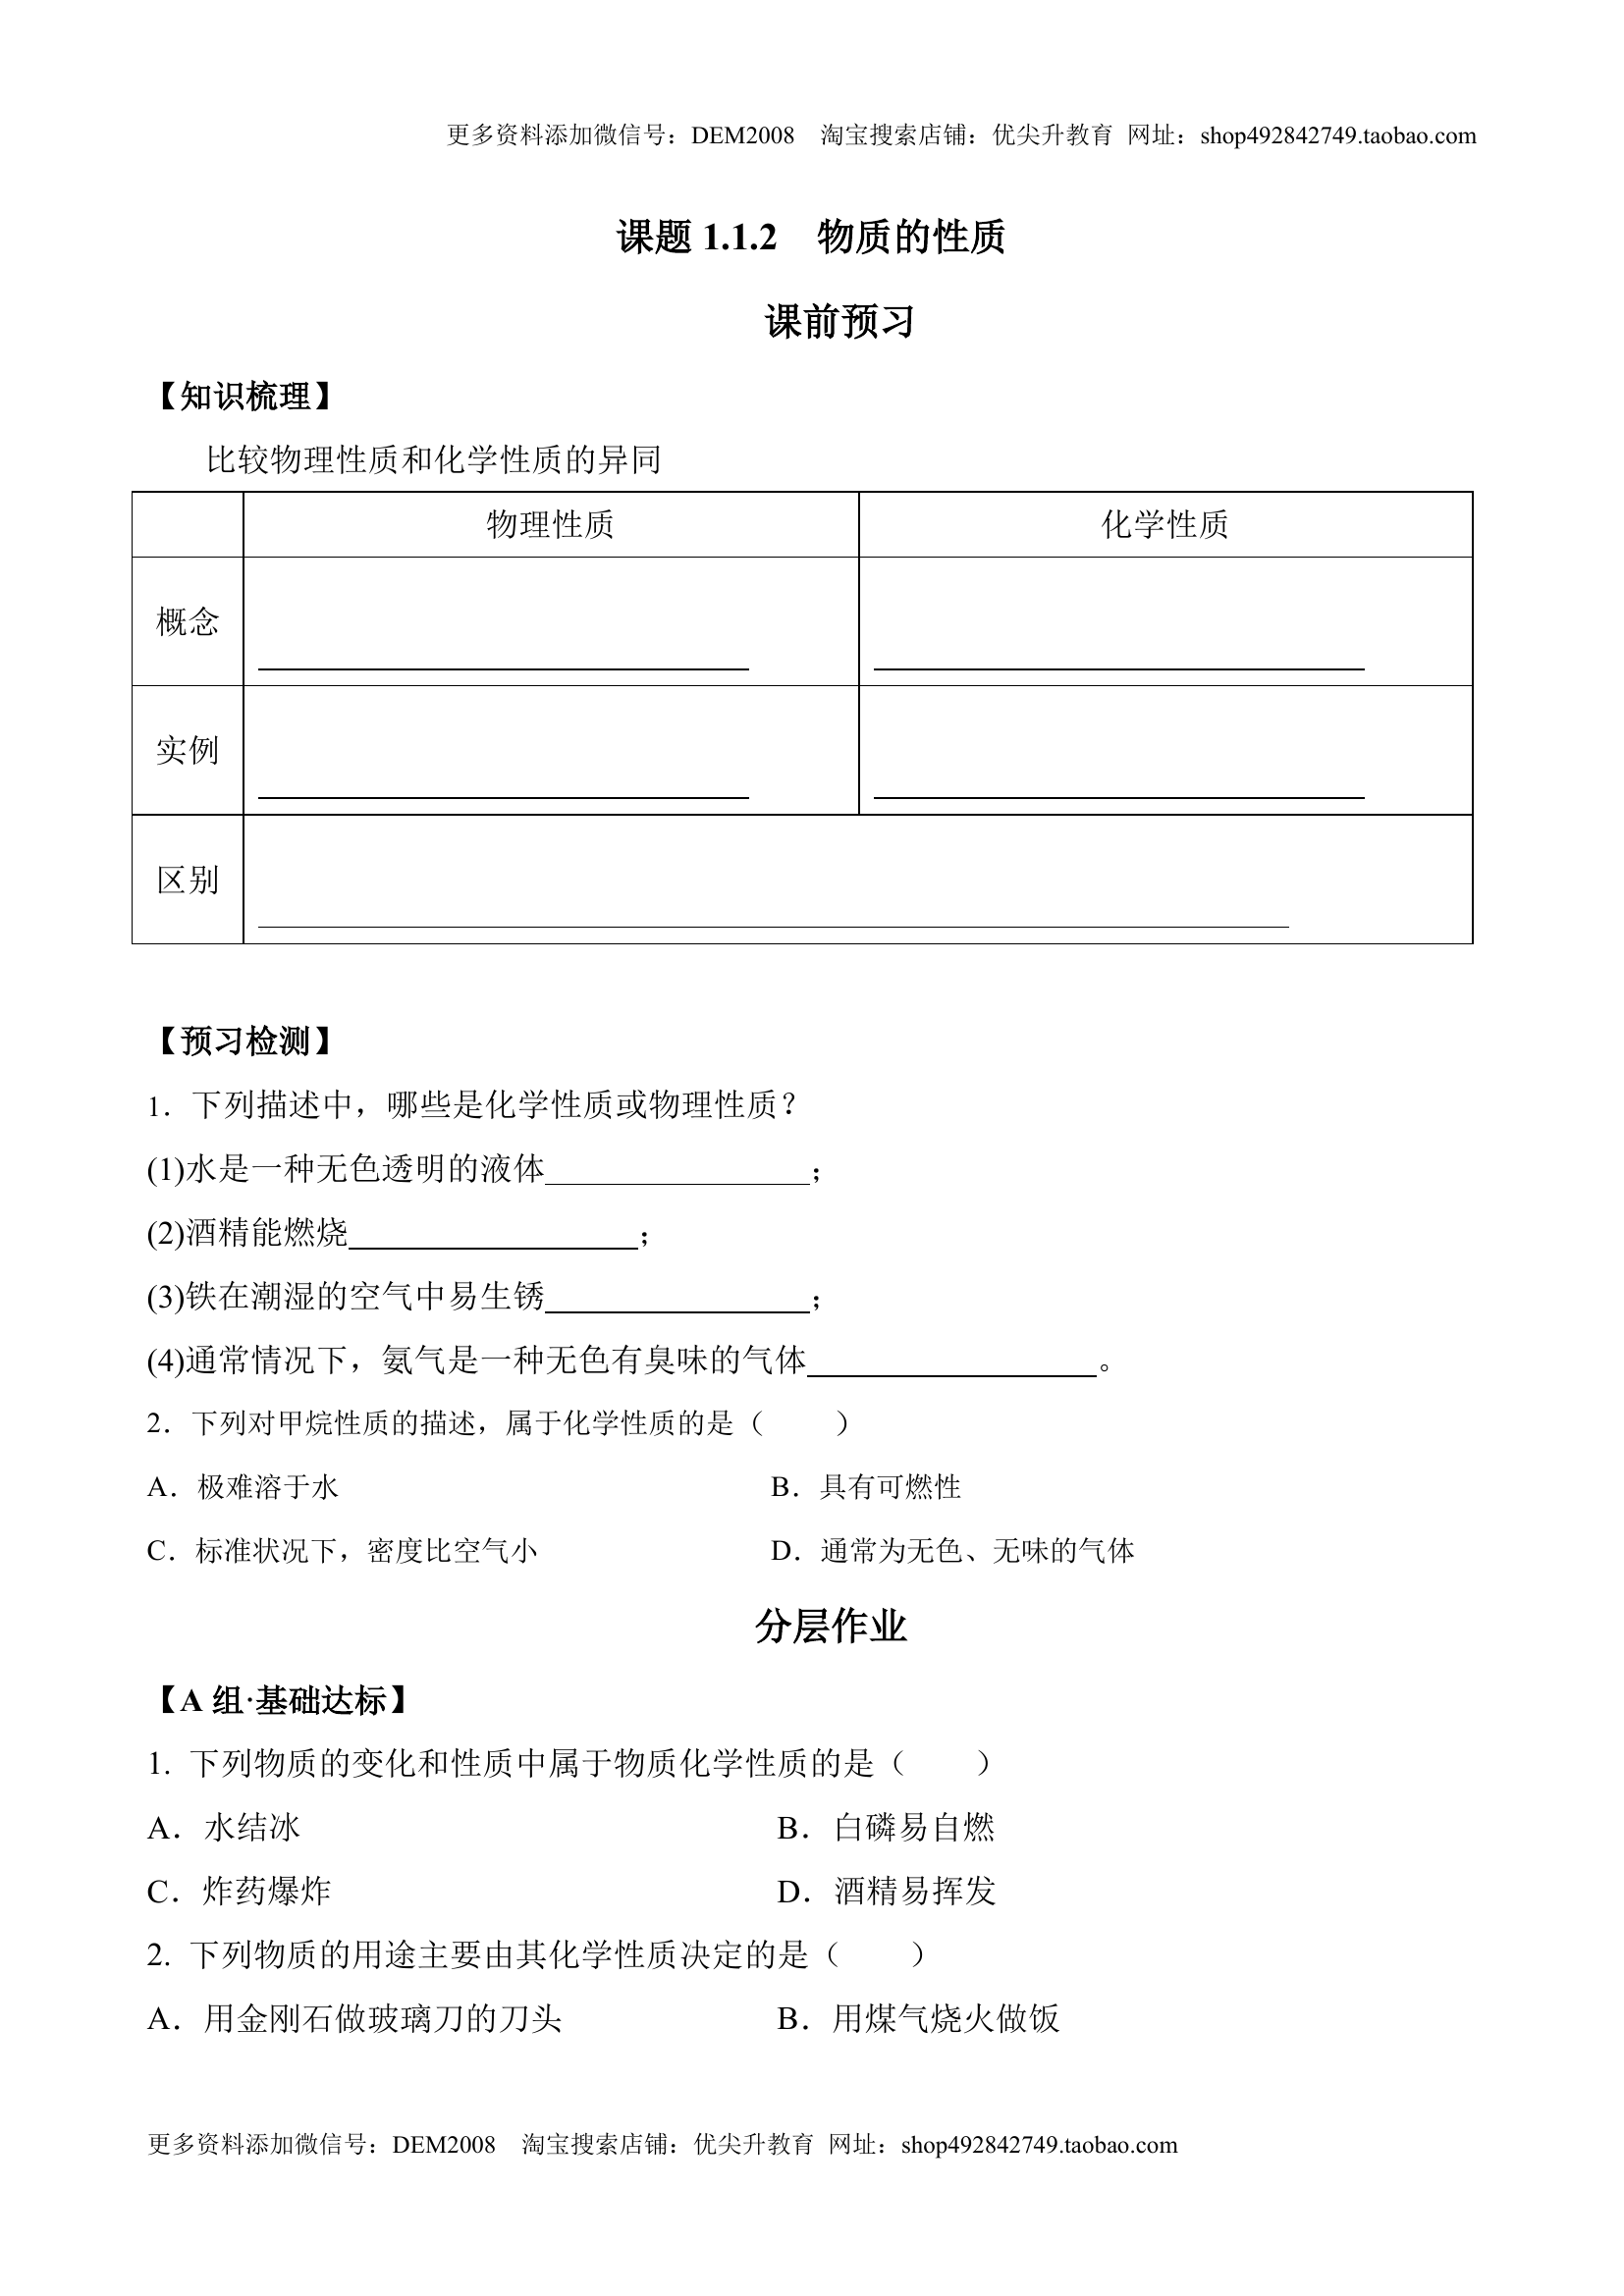 更多资料添加微信号：DEM2008　淘宝搜索店铺：优尖升教育 网址：shop492842749.taobao.com
课题 1.1.2　物质的性质
课前预习
【知识梳理】
比较物理性质和化学性质的异同
物理性质　化学性质
概念
实例
区别
【预习检测】
1．下列描述中，哪些是化学性质或物理性质？
(1)水是一种无色透明的液体________________；
(2)酒精能燃烧__________________；
(3)铁在潮湿的空气中易生锈________________；
(4)通常情况下，氨气是一种无色有臭味的气体__________________。
2．下列对甲烷性质的描述，属于化学性质的是（　　）
A．极难溶于水　B．具有可燃性
C．标准状况下，密度比空气小　D．通常为无色、无味的气体
分层作业
【A 组·基础达标】
1. 下列物质的变化和性质中属于物质化学性质的是（　　）
A．水结冰　B．白磷易自燃
C．炸药爆炸　D．酒精易挥发
2. 下列物质的用途主要由其化学性质决定的是（　　）
A．用金刚石做玻璃刀的刀头　B．用煤气烧火做饭
更多资料添加微信号：DEM2008　淘宝搜索店铺：优尖升教育 网址：shop492842749.taobao.com